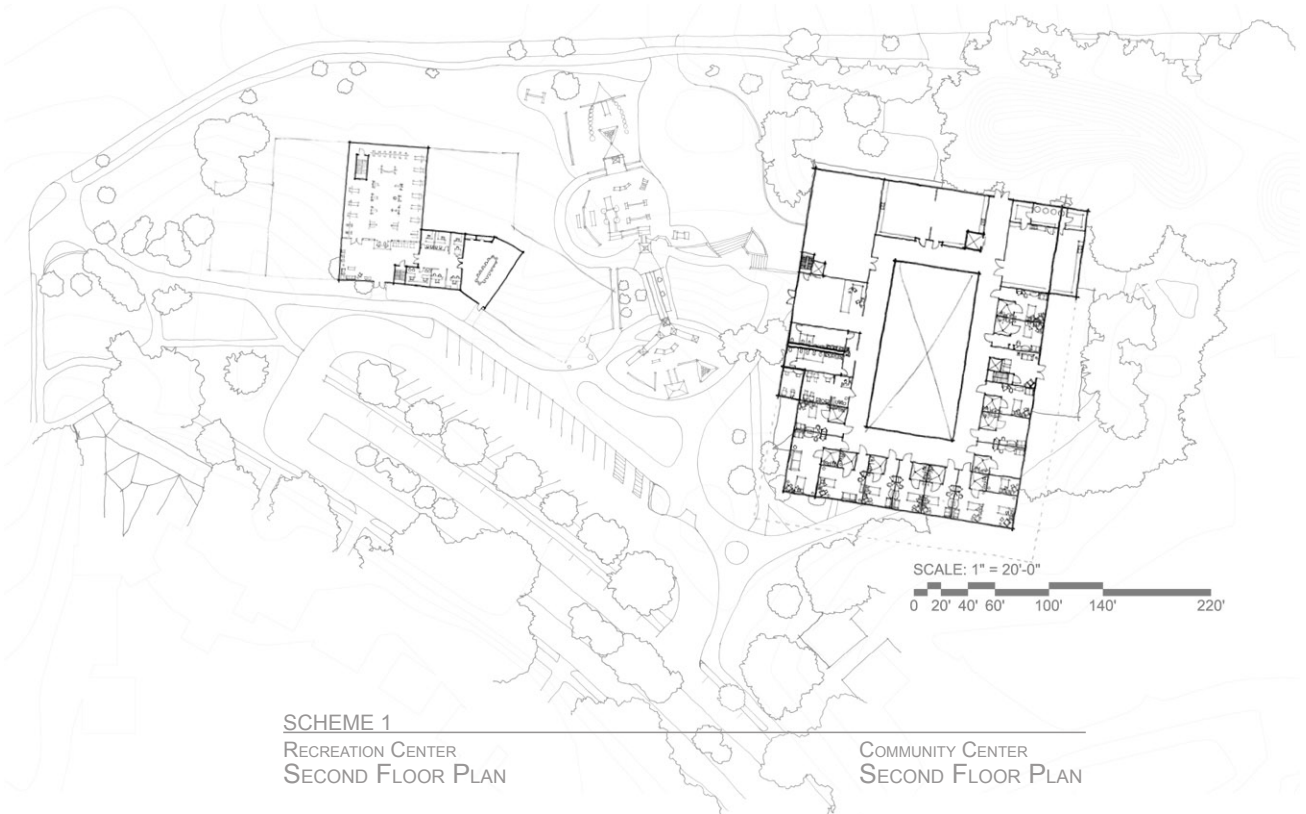 SCALE: 1" = 20'-0"
0 20' 40' 60' 100' 140' 220'
SCHEME 1
RECREATION CENTER
SECOND FLOOR PLAN
COMMUNITY CENTER
SECOND FLOOR PLAN